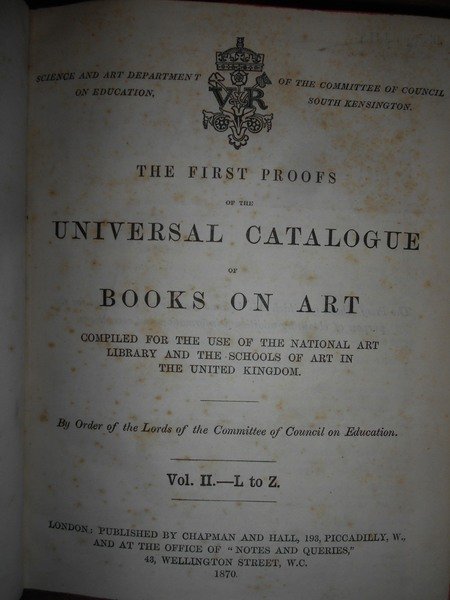 SCIENCE AND ART DEPARTMENT OF THE COMMITTEE OF COUNCIL
ON EDUCATION, SOUTH KENSINGTON.
V R
THE FIRST PROOFS
OF THE
UNIVERSAL CATALOGUE
OF
BOOKS ON ART
COMPILED FOR THE USE OF THE NATIONAL ART
LIBRARY AND THE SCHOOLS OF ART IN
THE UNITED KINGDOM.
By Order of the Lords of the Committee of Council on Education.
Vol. II.—L to Z.
LONDON: PUBLISHED BY CHAPMAN AND HALL, 193, PICCADILLY, W.,
AND AT THE OFFICE OF "NOTES AND QUERIES,"
43, WELLINGTON STREET, W.C.
1870.